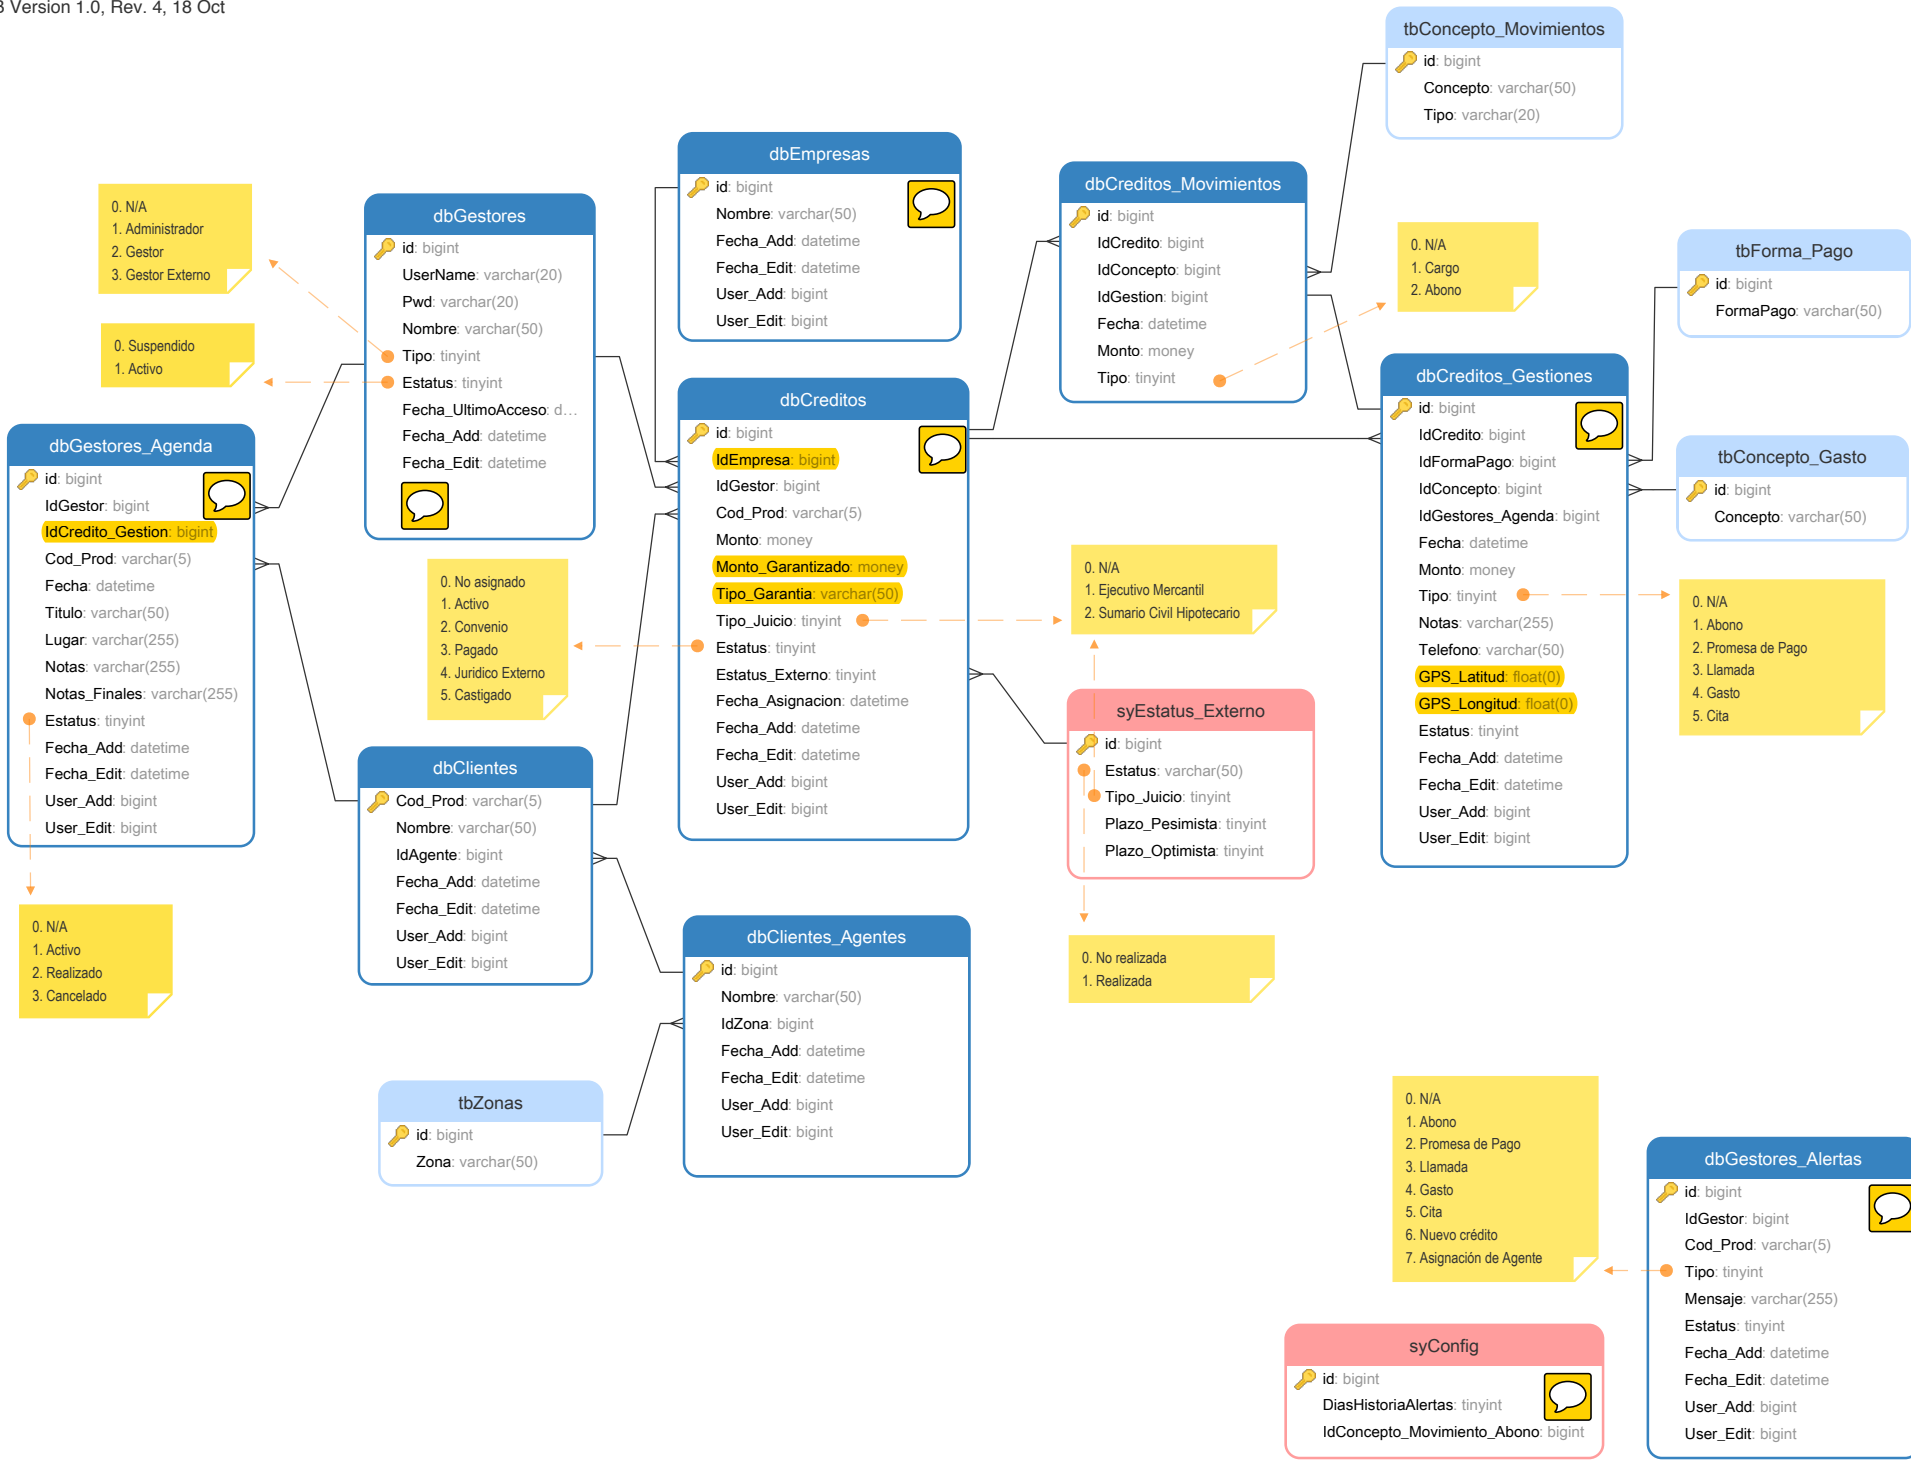 B Version 1.0, Rev. 4, 18 Oct
tbConcepto_Movimientos
id: bigint
Concepto: varchar(50)
Tipo: varchar(20)
dbEmpresas
id: bigint
Nombre: varchar(50)
Fecha_Add: datetime
Fecha_Edit: datetime
User_Add: bigint
User_Edit: bigint
dbCreditos_Movimientos
id: bigint
IdCredito: bigint
IdConcepto: bigint
IdGestion: bigint
Fecha: datetime
Monto: money
Tipo: tinyint
0. N/A
1. Administrador
2. Gestor
3. Gestor Externo
0. Suspendido
1. Activo
dbGestores
id: bigint
UserName: varchar(20)
Pwd: varchar(20)
Nombre: varchar(50)
Tipo: tinyint
Estatus: tinyint
Fecha_UltimoAcceso: d...
Fecha_Add: datetime
Fecha_Edit: datetime
0. N/A
1. Cargo
2. Abono
tbForma_Pago
id: bigint
FormaPago: varchar(50)
dbCreditos_Gestiones
id: bigint
IdCredito: bigint
IdFormaPago: bigint
IdConcepto: bigint
IdGestores_Agenda: bigint
Fecha: datetime
Monto: money
Tipo: tinyint
Notas: varchar(255)
Telefono: varchar(50)
GPS_Latitud: float(0)
GPS_Longitud: float(0)
Estatus: tinyint
Fecha_Add: datetime
Fecha_Edit: datetime
User_Add: bigint
User_Edit: bigint
tbConcepto_Gasto
id: bigint
Concepto: varchar(50)
dbCreditos
id: bigint
IdEmpresa: bigint
IdGestor: bigint
Cod_Prod: varchar(5)
Monto: money
Monto_Garantizado: money
Tipo_Garantia: varchar(50)
Tipo_Juicio: tinyint
Estatus: tinyint
Estatus_Externo: tinyint
Fecha_Asignacion: datetime
Fecha_Add: datetime
Fecha_Edit: datetime
User_Add: bigint
User_Edit: bigint
dbGestores_Agenda
id: bigint
IdGestor: bigint
IdCredito_Gestion: bigint
Cod_Prod: varchar(5)
Fecha: datetime
Titulo: varchar(50)
Lugar: varchar(255)
Notas: varchar(255)
Notas_Finales: varchar(255)
Estatus: tinyint
Fecha_Add: datetime
Fecha_Edit: datetime
User_Add: bigint
User_Edit: bigint
0. No asignado
1. Activo
2. Convenio
3. Pagado
4. Juridico Externo
5. Castigado
0. N/A
1. Ejecutivo Mercantil
2. Sumario Civil Hipotecario
0. N/A
1. Abono
2. Promesa de Pago
3. Llamada
4. Gasto
5. Cita
syEstatus_Externo
id: bigint
Estatus: varchar(50)
Tipo_Juicio: tinyint
Plazo_Pesimista: tinyint
Plazo_Optimista: tinyint
dbClientes
Cod_Prod: varchar(5)
Nombre: varchar(50)
IdAgente: bigint
Fecha_Add: datetime
Fecha_Edit: datetime
User_Add: bigint
User_Edit: bigint
0. N/A
1. Activo
2. Realizado
3. Cancelado
dbClientes_Agentes
id: bigint
Nombre: varchar(50)
IdZona: bigint
Fecha_Add: datetime
Fecha_Edit: datetime
User_Add: bigint
User_Edit: bigint
0. No realizada
1. Realizada
tbZonas
id: bigint
Zona: varchar(50)
0. N/A
1. Abono
2. Promesa de Pago
3. Llamada
4. Gasto
5. Cita
6. Nuevo crédito
7. Asignación de Agente
dbGestores_Alertas
id: bigint
IdGestor: bigint
Cod_Prod: varchar(5)
Tipo: tinyint
Mensaje: varchar(255)
Estatus: tinyint
Fecha_Add: datetime
Fecha_Edit: datetime
User_Add: bigint
User_Edit: bigint
syConfig
id: bigint
DiasHistoriaAlertas: tinyint
IdConcepto_Movimiento_Abono: bigint